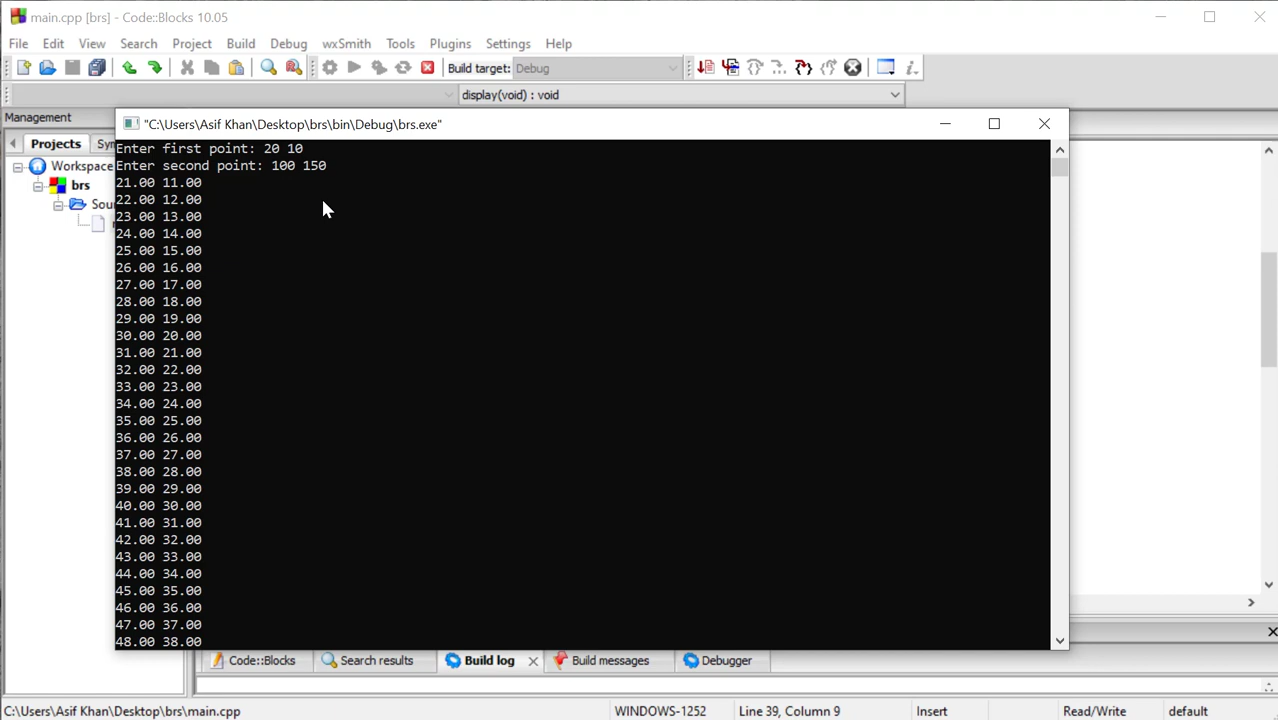 main.cpp [brs] - Code::Blocks 10.05
File Edit View Search Project Build Debug wxSmith Tools Plugins Settings Help
Build target: Debug
display(void) : void
Management
Projects Syn
Workspace
brs
Sou
"C:\Users\Asif Khan\Desktop\brs\bin\Debug\brs.exe"
Enter first point: 20 10
Enter second point: 100 150
21.00 11.00
22.00 12.00
23.00 13.00
24.00 14.00
25.00 15.00
26.00 16.00
27.00 17.00
28.00 18.00
29.00 19.00
30.00 20.00
31.00 21.00
32.00 22.00
33.00 23.00
34.00 24.00
35.00 25.00
36.00 26.00
37.00 27.00
38.00 28.00
39.00 29.00
40.00 30.00
41.00 31.00
42.00 32.00
43.00 33.00
44.00 34.00
45.00 35.00
46.00 36.00
47.00 37.00
48.00 38.00
Code::Blocks Search results Build log Build messages Debugger
C:\Users\Asif Khan\Desktop\brs\main.cpp WINDOWS-1252 Line 39, Column 9 Insert Read/Write default